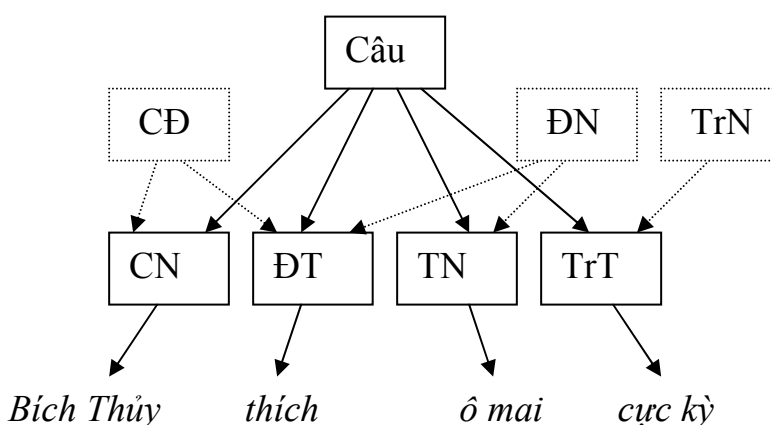 Câu
CĐ ĐN TrN
CN ĐT TN TrT
Bích Thủy thích ô mai cực kỳ